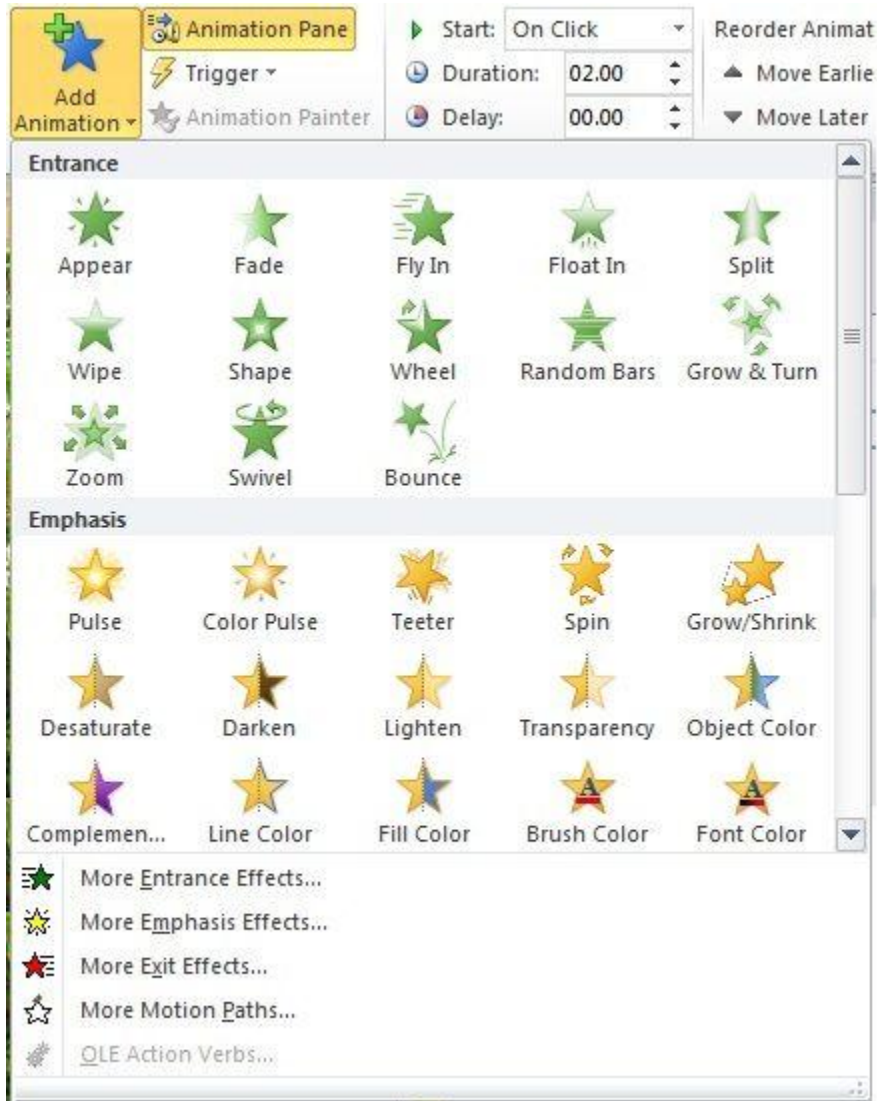 Add Animation
Animation Pane
Trigger
Animation Painter
Start: On Click
Duration: 02.00
Delay: 00.00
Reorder Animat
Move Earlie
Move Later
Entrance
Appear Fade Fly In Float In Split
Wipe Shape Wheel Random Bars Grow & Turn
Zoom Swivel Bounce
Emphasis
Pulse Color Pulse Teeter Spin Grow/Shrink
Desaturate Darken Lighten Transparency Object Color
Complemen... Line Color Fill Color Brush Color Font Color
More Entrance Effects...
More Emphasis Effects...
More Exit Effects...
More Motion Paths...
OLE Action Verbs...